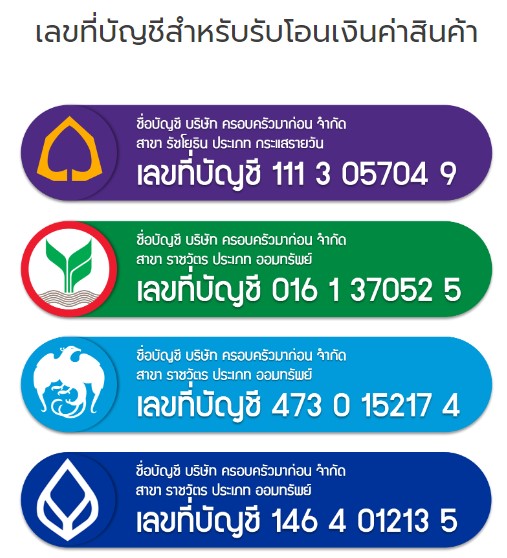 เลขที่บัญชีสำหรับรับโอนเงินค่าสินค้า
ชื่อบัญชี บริษัท ครอบครัวมาก่อน จำกัด
สาขา รัชโยธิน ประเภท กระแสรายวัน
เลขที่บัญชี 111 3 05704 9
ชื่อบัญชี บริษัท ครอบครัวมาก่อน จำกัด
สาขา ราชวัตร ประเภท ออมทรัพย์
เลขที่บัญชี 016 1 37052 5
ชื่อบัญชี บริษัท ครอบครัวมาก่อน จำกัด
สาขา ราชวัตร ประเภท ออมทรัพย์
เลขที่บัญชี 473 0 15217 4
ชื่อบัญชี บริษัท ครอบครัวมาก่อน จำกัด
สาขา ราชวัตร ประเภท ออมทรัพย์
เลขที่บัญชี 146 4 01213 5